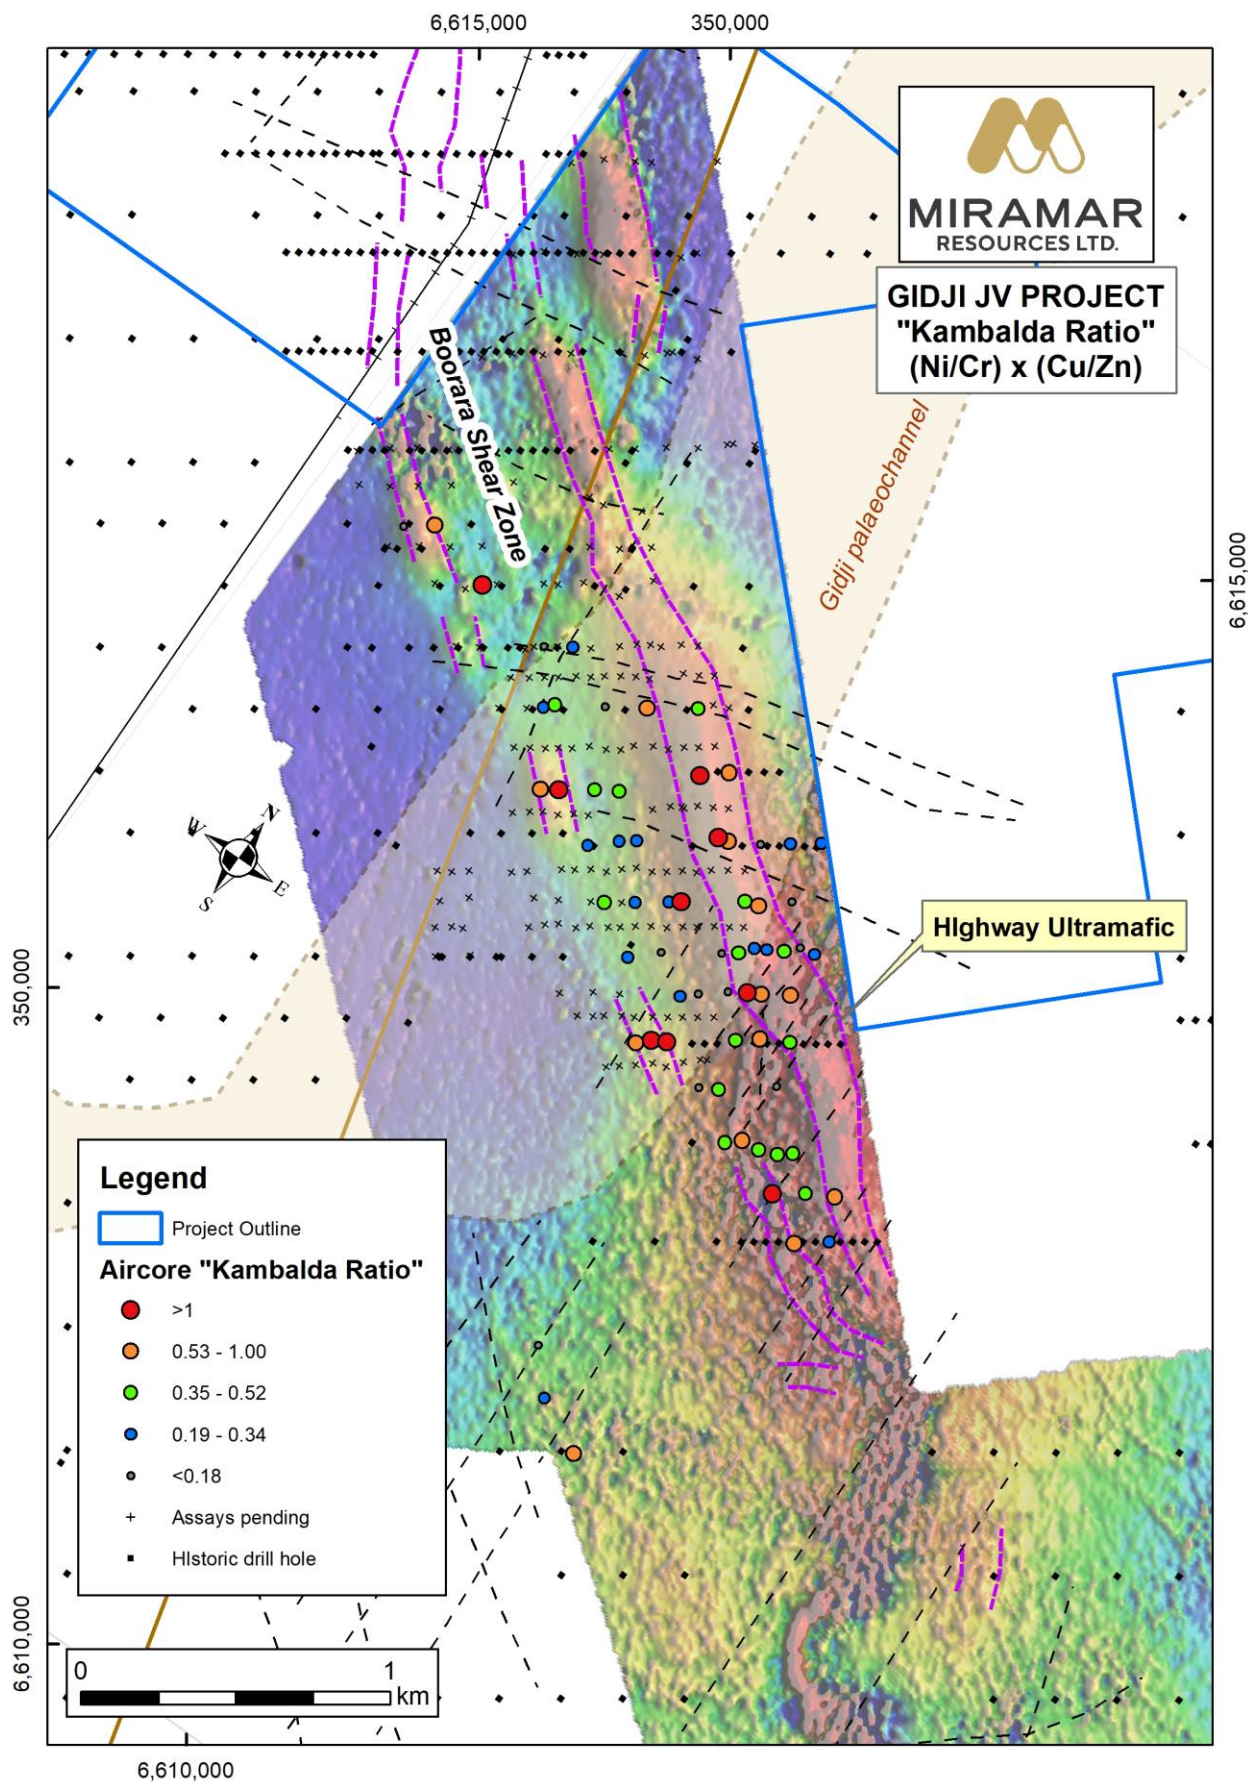 6,615,000
350,000
MIRAMAR
RESOURCES LTD.
GIDJI JV PROJECT
"Kambalda Ratio"
(Ni/Cr) x (Cu/Zn)
Boorara Shear Zone
Gidji palaeochannel
6,615,000
N
W
E
S
HIghway Ultramafic
350,000
Legend
Project Outline
Aircore "Kambalda Ratio"
>1
0.53 - 1.00
0.35 - 0.52
0.19 - 0.34
<0.18
Assays pending
HIstoric drill hole
6,610,000
0 1
km
6,610,000